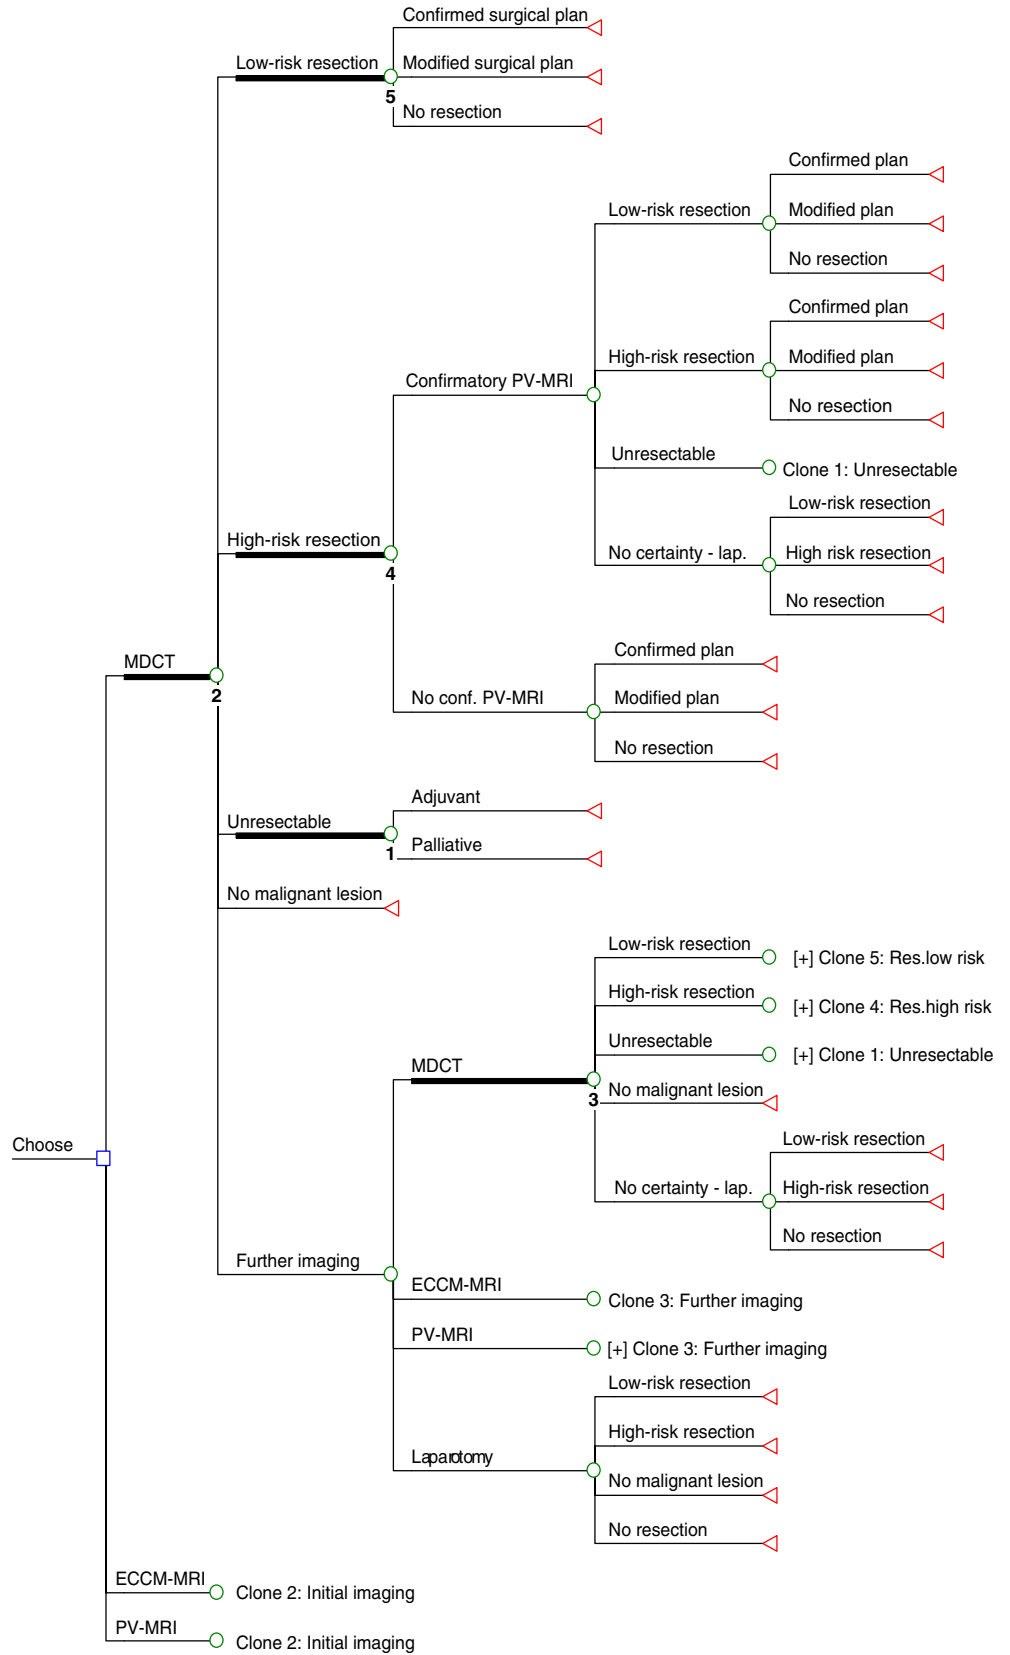 Confirmed surgical plan
Low-risk resection
Modified surgical plan
5
No resection
Confirmed plan
Low-risk resection
Modified plan
No resection
Confirmed plan
High-risk resection
Modified plan
Confirmatory PV-MRI
No resection
Unresectable
Clone 1: Unresectable
Low-risk resection
High-risk resection
No certainty - lap.
High risk resection
4
No resection
Confirmed plan
MDCT
2
No conf. PV-MRI
Modified plan
No resection
Adjuvant
Unresectable
1
Palliative
No malignant lesion
Low-risk resection
[+] Clone 5: Res.low risk
High-risk resection
[+] Clone 4: Res.high risk
Unresectable
[+] Clone 1: Unresectable
MDCT
No malignant lesion
3
Choose
Low-risk resection
No certainty - lap.
High-risk resection
No resection
Further imaging
ECCM-MRI
Clone 3: Further imaging
PV-MRI
[+] Clone 3: Further imaging
Low-risk resection
High-risk resection
Laparotomy
No malignant lesion
No resection
ECCM-MRI
Clone 2: Initial imaging
PV-MRI
Clone 2: Initial imaging